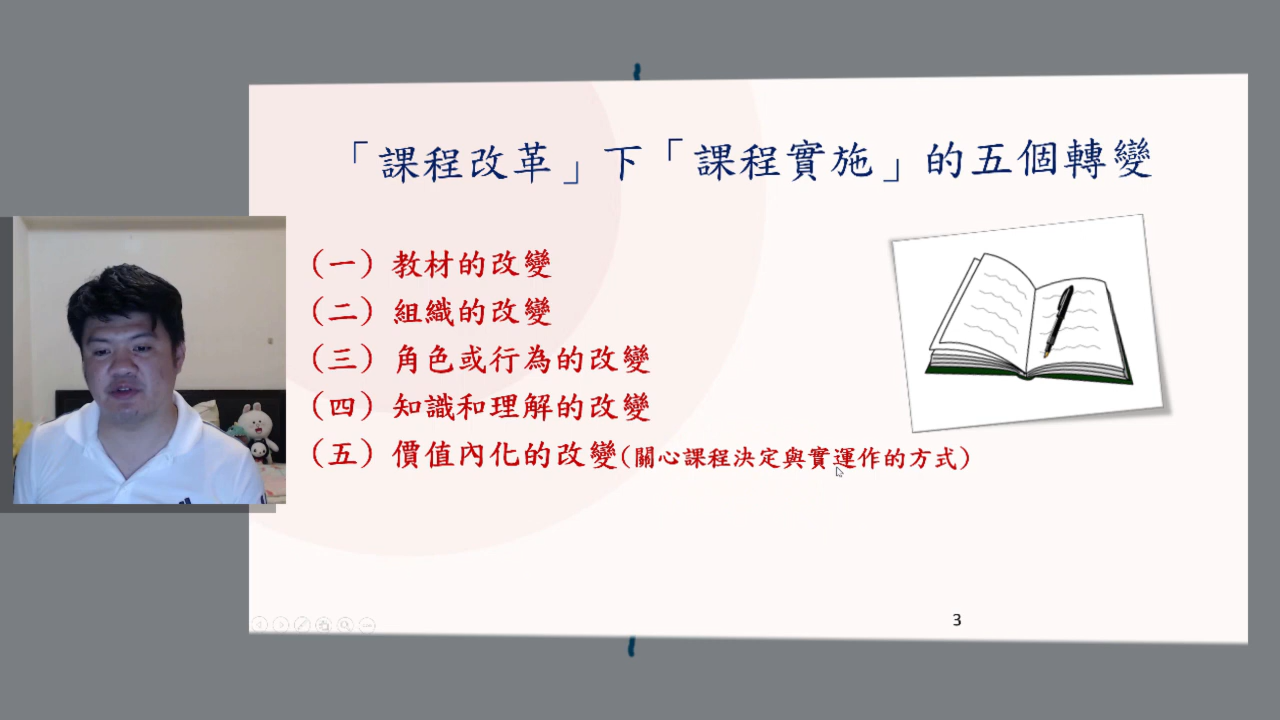 「課程改革」下「課程實施」的五個轉變
（一）教材的改變
（二）組織的改變
（三）角色或行為的改變
（四）知識和理解的改變
（五）價值內化的改變(關心課程決定與實運作的方式)
3